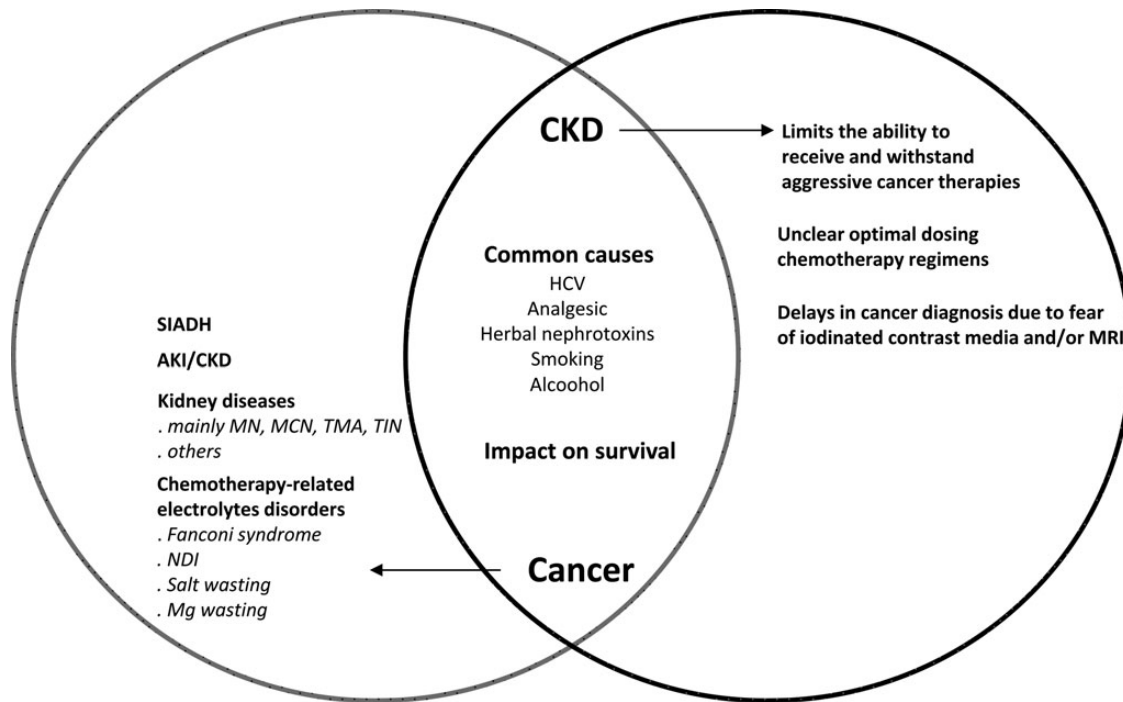 SIADH
AKI/CKD
Kidney diseases
. mainly MN, MCN, TMA, TIN
. others
Chemotherapy-related
electrolytes disorders
. Fanconi syndrome
. NDI
. Salt wasting
. Mg wasting
CKD
Common causes
HCV
Analgesic
Herbal nephrotoxins
Smoking
Alcoohol
Impact on survival
Cancer
Limits the ability to
receive and withstand
aggressive cancer therapies
Unclear optimal dosing
chemotherapy regimens
Delays in cancer diagnosis due to fear
of iodinated contrast media and/or MRI